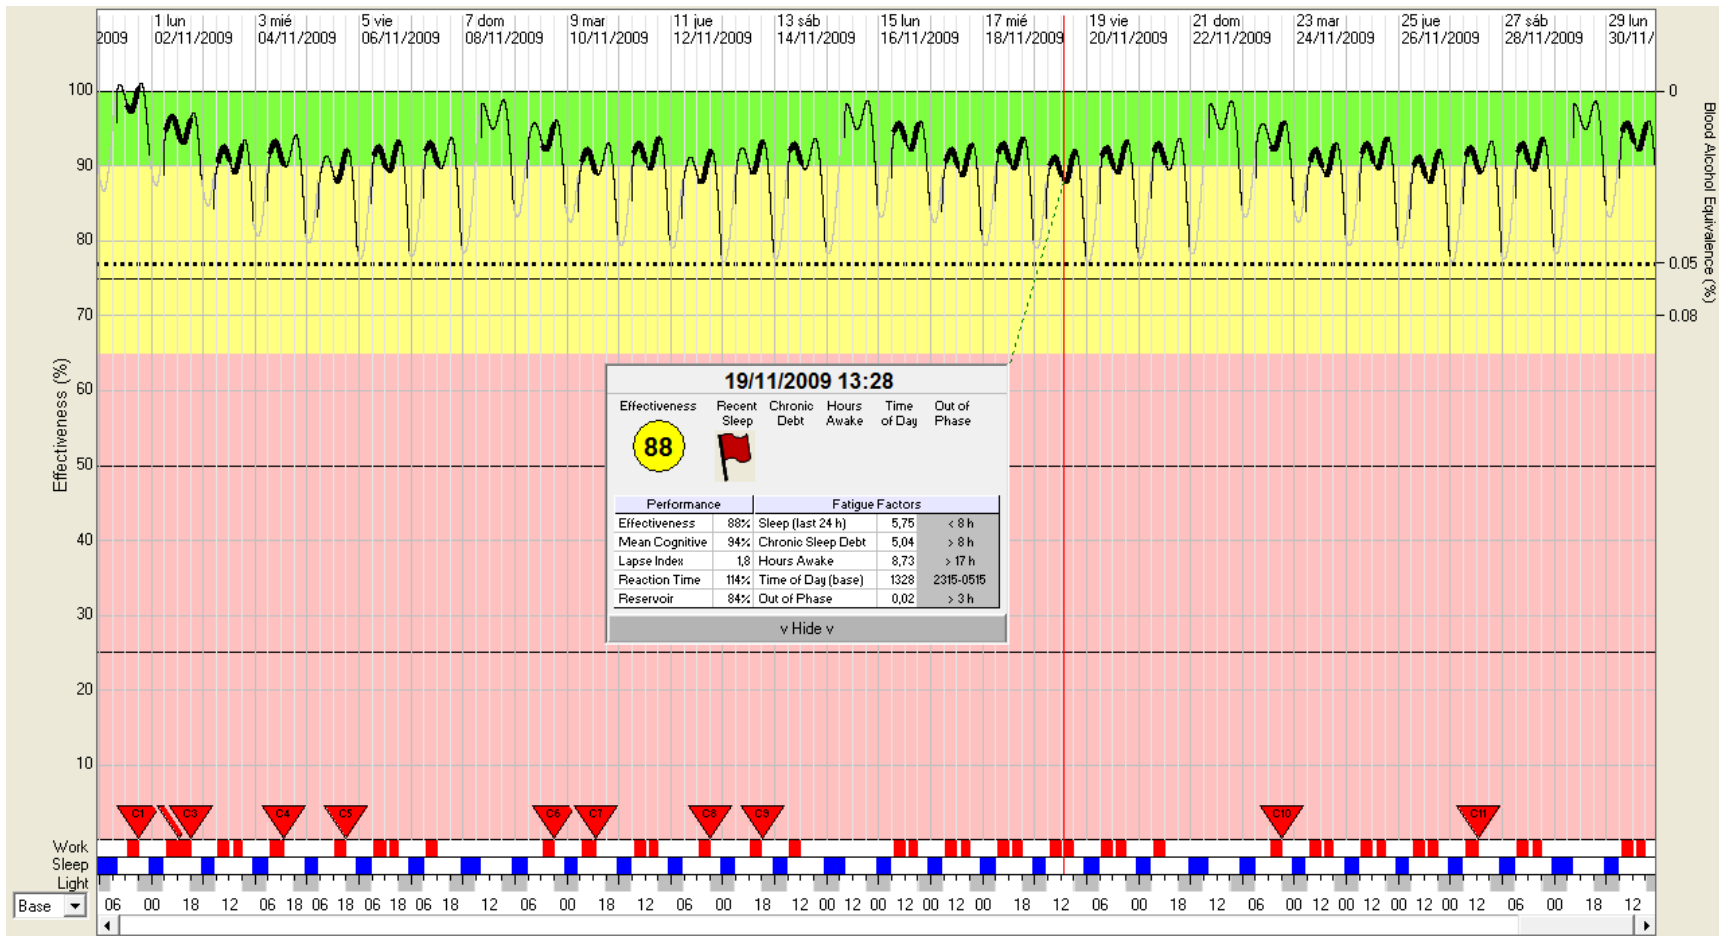 1 lun 3 mié 5 vie 7 dom 9 mar 11 jue 13 sáb 15 lun 17 mié 19 vie 21 dom 23 mar 25 jue 27 sáb 29 lun
2009 02/11/2009 04/11/2009 06/11/2009 08/11/2009 10/11/2009 12/11/2009 14/11/2009 16/11/2009 18/11/2009 20/11/2009 22/11/2009 24/11/2009 26/11/2009 28/11/2009 30/11/
100
90
80
70
60
50
40
30
20
10
Effectiveness (%)
0
0.05
0.08
Blood Alcohol Equivalence (%)
19/11/2009 13:28
Effectiveness Recent Chronic Hours Time Out of
Sleep Debt Awake of Day Phase
88
Performance Fatigue Factors
Effectiveness 88% Sleep (last 24 h) 5,75 < 8 h
Mean Cognitive 94% Chronic Sleep Debt 5,04 > 8 h
Lapse Index 1,8 Hours Awake 8,73 > 17 h
Reaction Time 114% Time of Day (base) 1328 2315-0515
Reservoir 84% Out of Phase 0,02 > 3 h
v Hide v
C1 C3 C4 C5 C6 C7 C8 C9 C10 C11
Work
Sleep
Light
Base
06 00 18 12 06 18 06 18 06 18 06 18 12 06 00 18 12 06 00 18 12 06 00 18 12 00 12 00 12 00 18 12 06 00 18 12 06 00 12 00 12 00 12 06 00 18 12